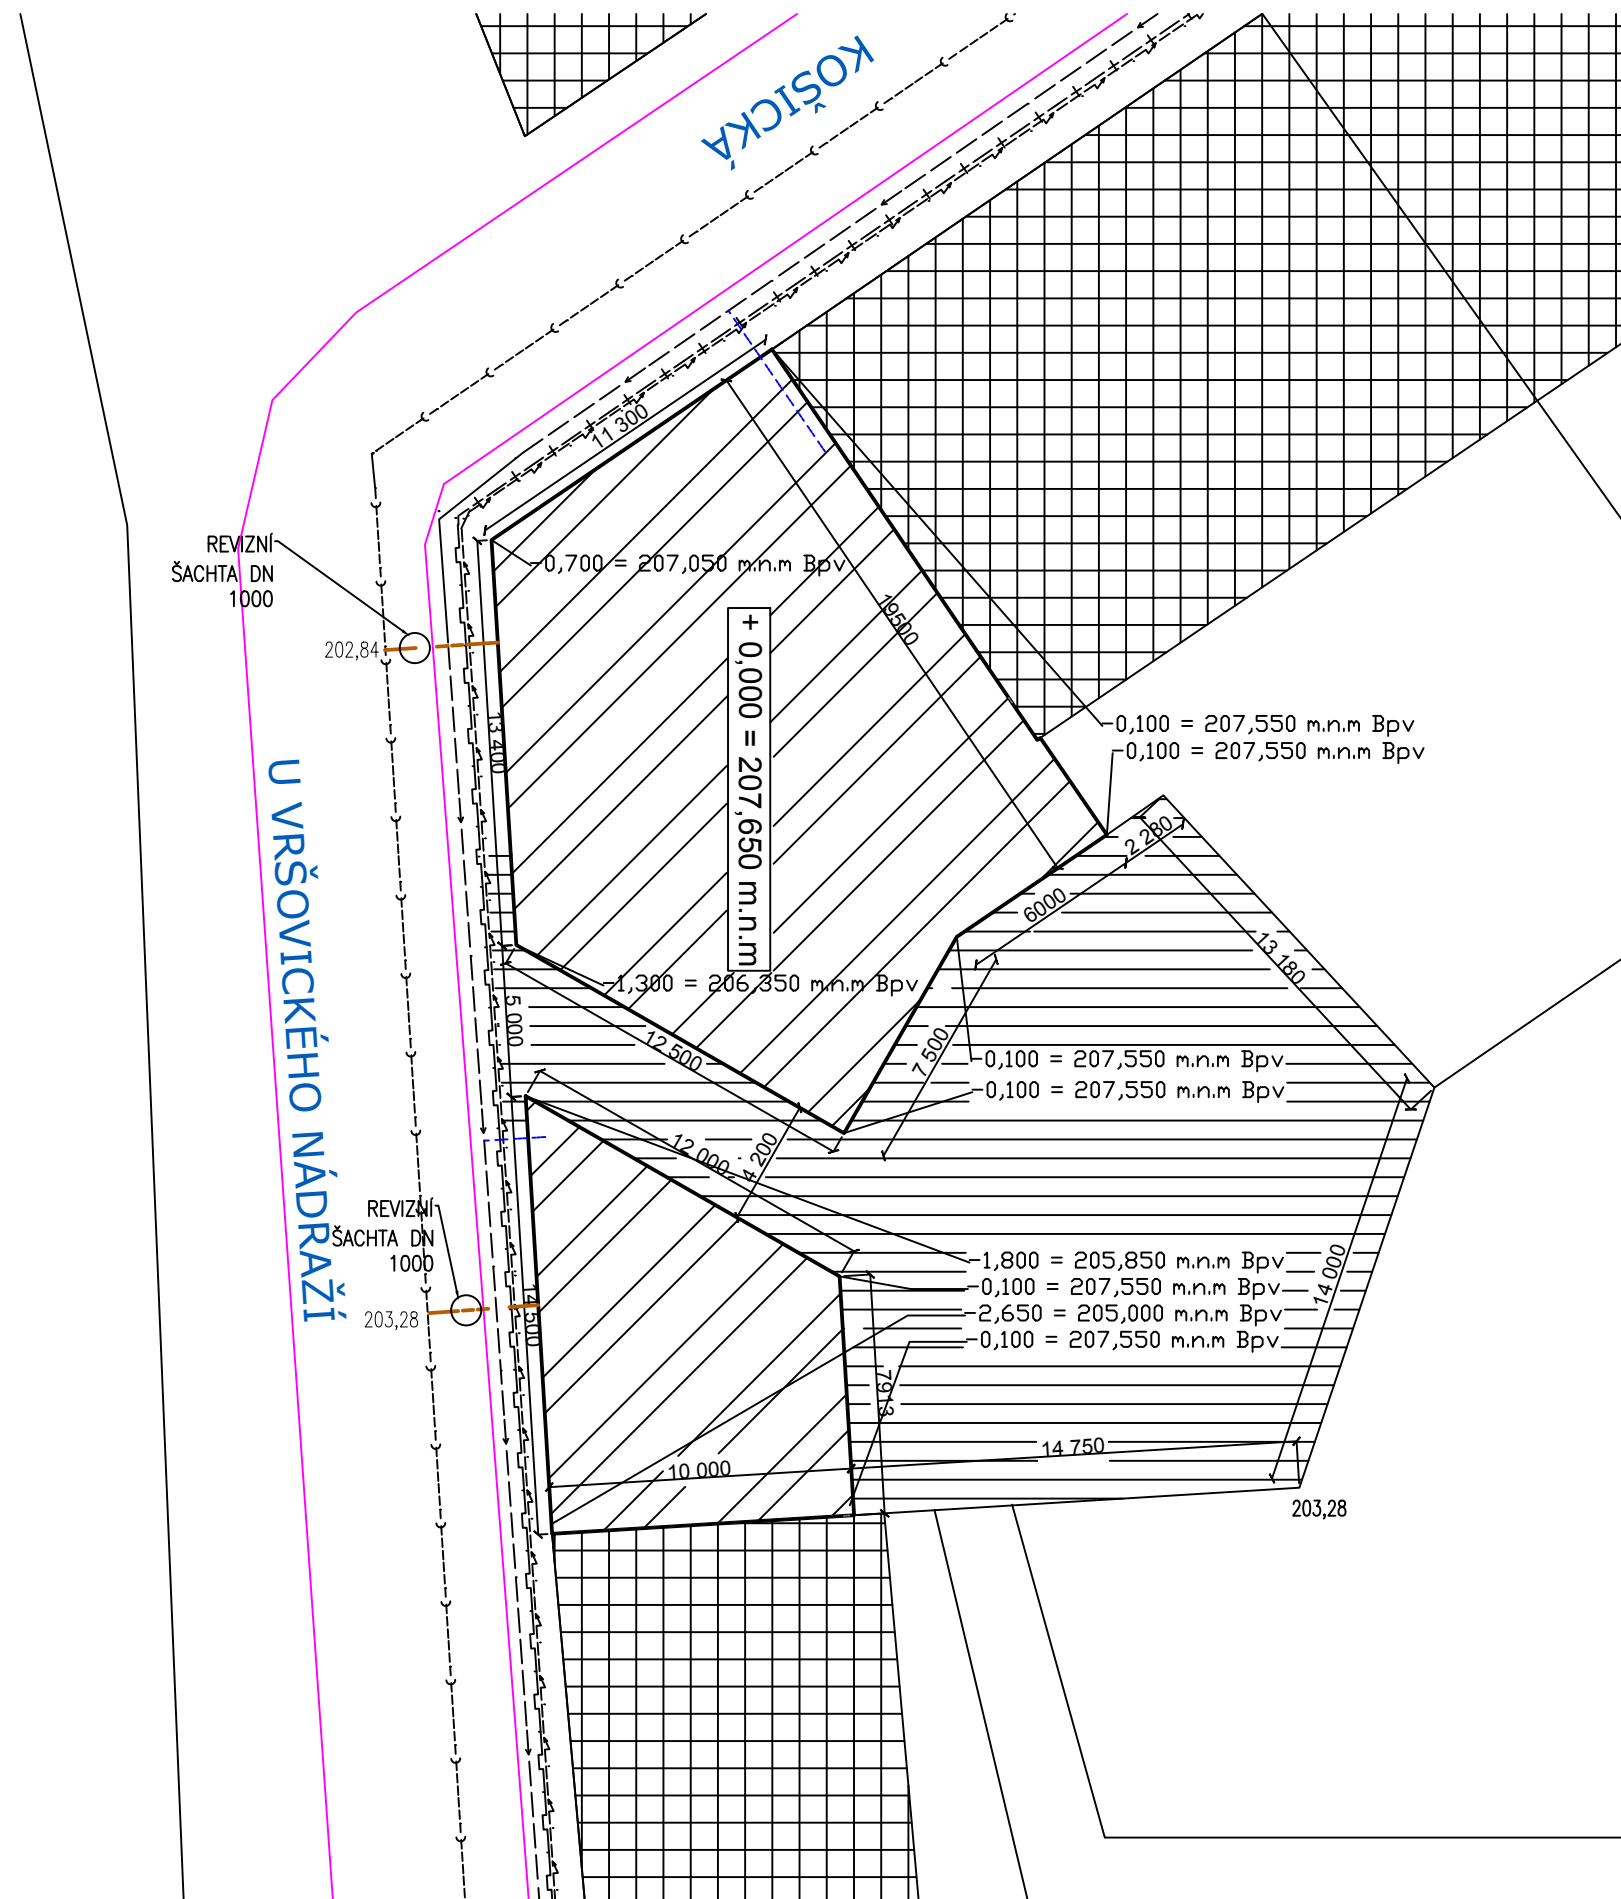 KOŠICKÁ
11 300
REVIZNÍ
ŠACHTA DN
1000
-0,700 = 207,050 m.n.m Bpv
19500
+ 0,000 = 207,650 m.n.m
202,84
13 400
-0,100 = 207,550 m.n.m Bpv
-0,100 = 207,550 m.n.m Bpv
U VRŠOVICKÉHO NÁDRAŽÍ
2 280
6000
13 180
-1,300 = 206,350 m.n.m Bpv
5 000
12 500
7 500
-0,100 = 207,550 m.n.m Bpv
-0,100 = 207,550 m.n.m Bpv
12 000
4 200
REVIZNÍ
ŠACHTA DN
1000
-1,800 = 205,850 m.n.m Bpv
-0,100 = 207,550 m.n.m Bpv
-2,650 = 205,000 m.n.m Bpv
-0,100 = 207,550 m.n.m Bpv
14 000
203,28
14 500
7913
14 750
10 000
203,28